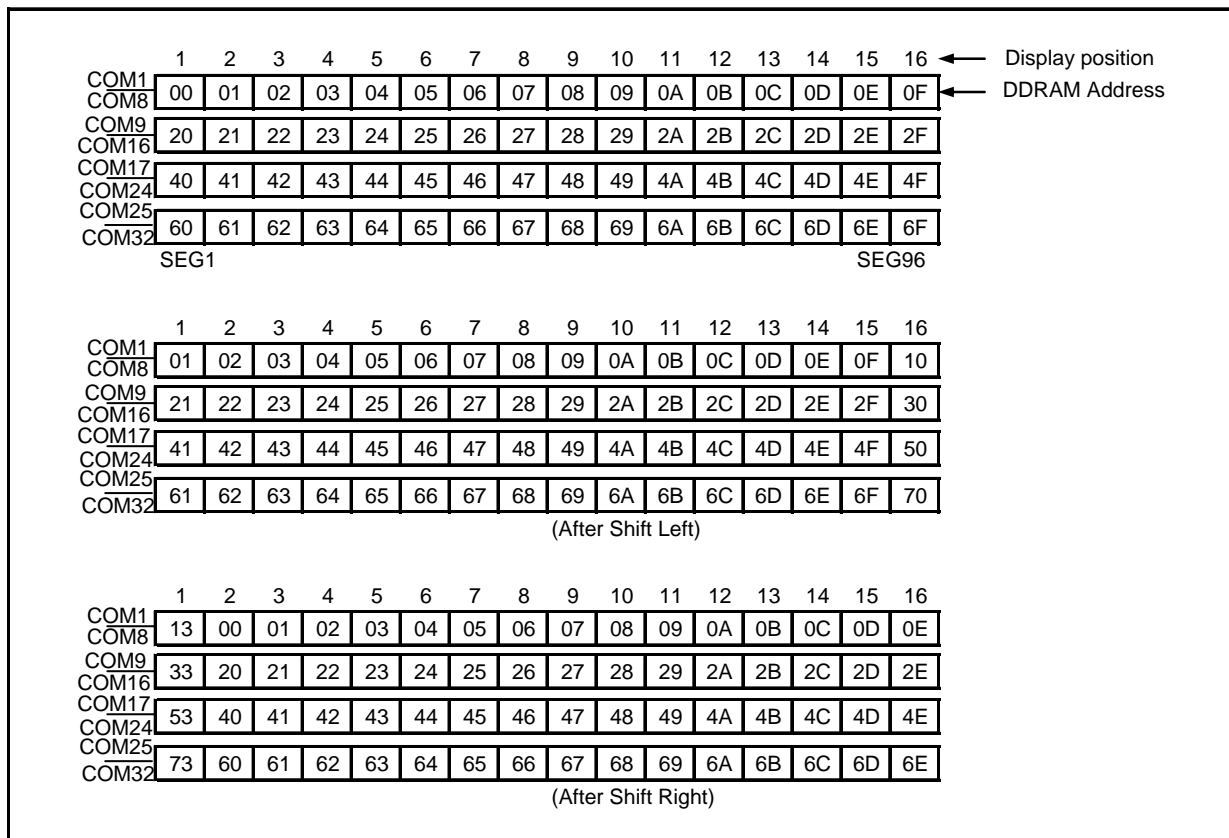 1 2 3 4 5 6 7 8 9 10 11 12 13 14 15 16 Display position
COM1
COM8 00 01 02 03 04 05 06 07 08 09 0A 0B 0C 0D 0E 0F DDRAM Address
COM9
COM16 20 21 22 23 24 25 26 27 28 29 2A 2B 2C 2D 2E 2F
COM17
COM24 40 41 42 43 44 45 46 47 48 49 4A 4B 4C 4D 4E 4F
COM25
COM32 60 61 62 63 64 65 66 67 68 69 6A 6B 6C 6D 6E 6F
SEG1 SEG96
1 2 3 4 5 6 7 8 9 10 11 12 13 14 15 16
COM1
COM8 01 02 03 04 05 06 07 08 09 0A 0B 0C 0D 0E 0F 10
COM9
COM16 21 22 23 24 25 26 27 28 29 2A 2B 2C 2D 2E 2F 30
COM17
COM24 41 42 43 44 45 46 47 48 49 4A 4B 4C 4D 4E 4F 50
COM25
COM32 61 62 63 64 65 66 67 68 69 6A 6B 6C 6D 6E 6F 70
(After Shift Left)
1 2 3 4 5 6 7 8 9 10 11 12 13 14 15 16
COM1
COM8 13 00 01 02 03 04 05 06 07 08 09 0A 0B 0C 0D 0E
COM9
COM16 33 20 21 22 23 24 25 26 27 28 29 2A 2B 2C 2D 2E
COM17
COM24 53 40 41 42 43 44 45 46 47 48 49 4A 4B 4C 4D 4E
COM25
COM32 73 60 61 62 63 64 65 66 67 68 69 6A 6B 6C 6D 6E
(After Shift Right)